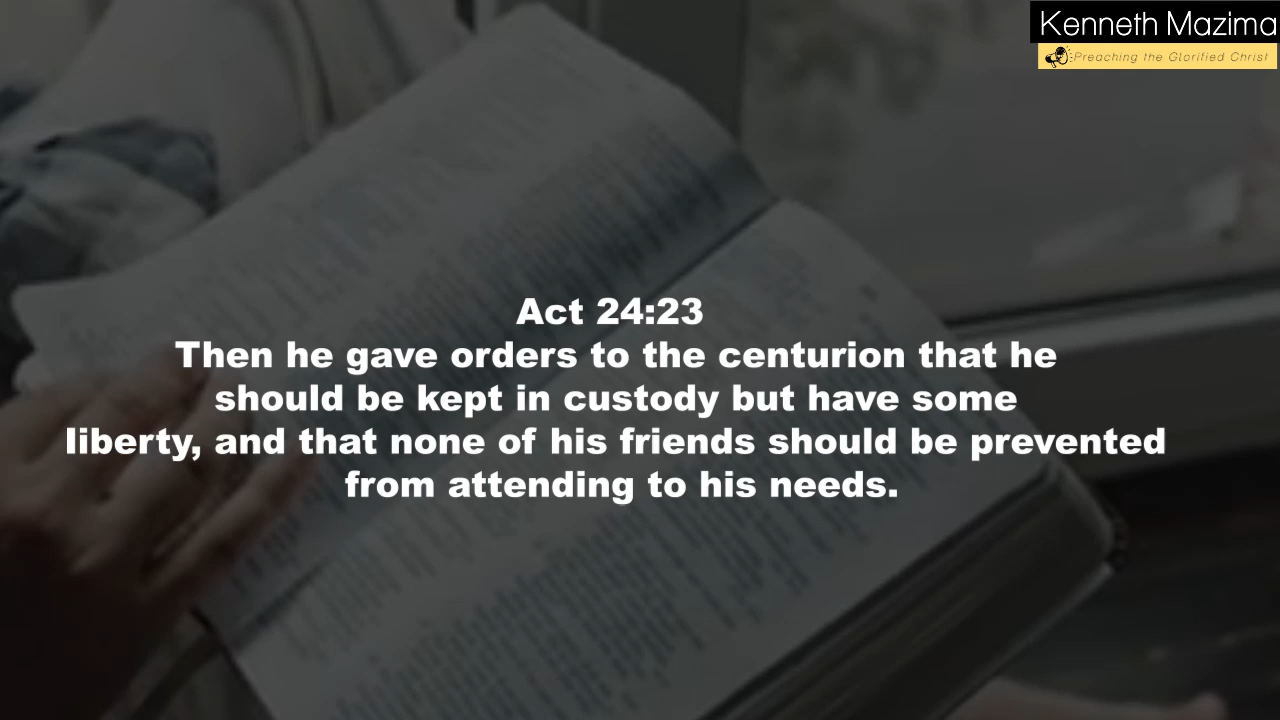 Kenneth Mazima
Preaching the Glorified Christ
Act 24:23
Then he gave orders to the centurion that he
should be kept in custody but have some
liberty, and that none of his friends should be prevented
from attending to his needs.